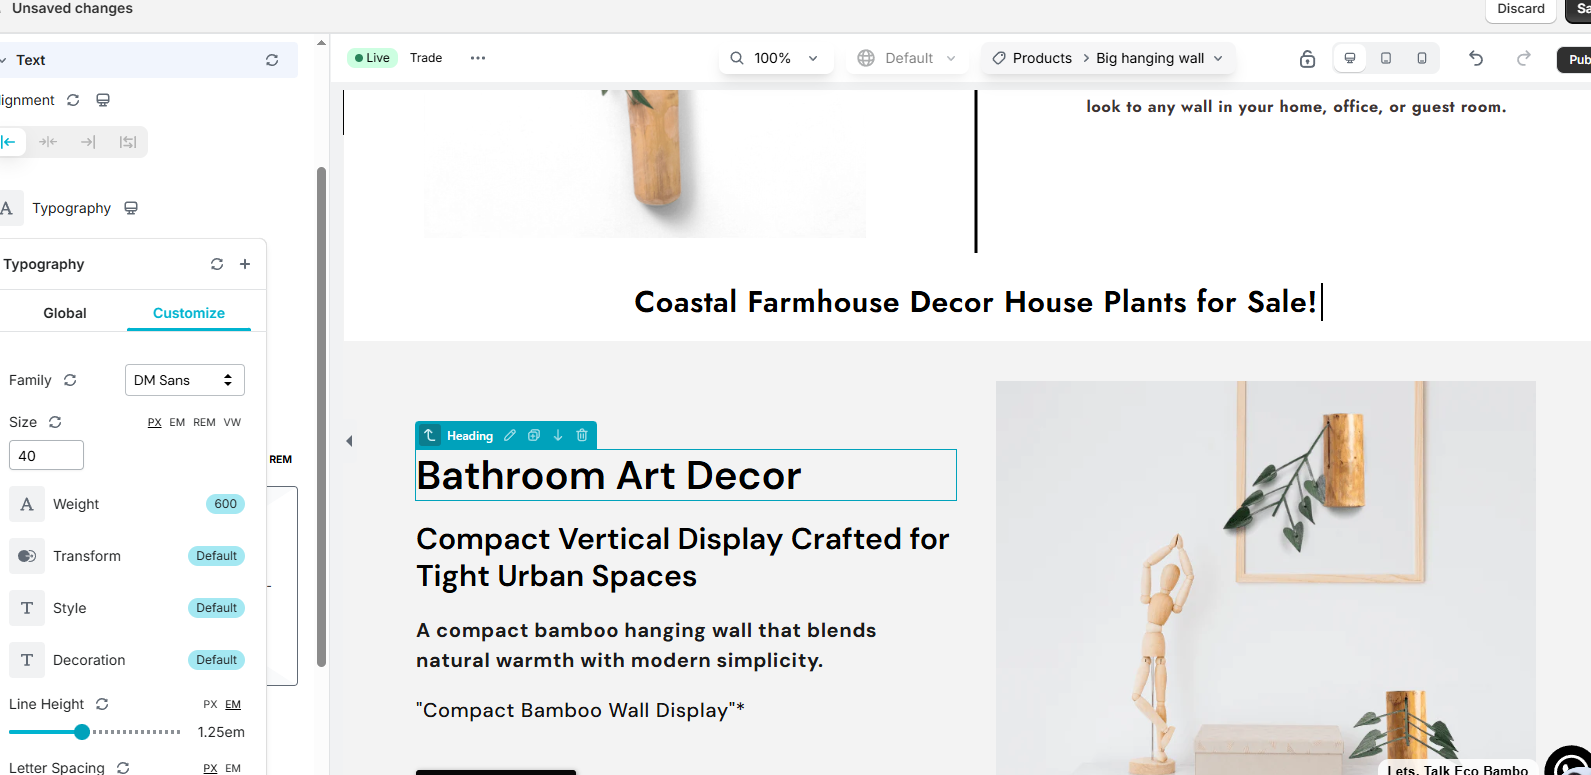 Unsaved changes
Discard
Sa
Text
Live
Trade
100%
Default
Products
Big hanging wall
Pub
lignment
look to any wall in your home, office, or guest room.
A
Typography
Typography
Global
Customize
Coastal Farmhouse Decor House Plants for Sale!
Family
DM Sans
Size
PX EM REM VW
40
REM
Heading
Bathroom Art Decor
A
Weight
600
Compact Vertical Display Crafted for
Tight Urban Spaces
Transform
Default
T
Style
Default
A compact bamboo hanging wall that blends
natural warmth with modern simplicity.
T
Decoration
Default
Line Height
PX EM
"Compact Bamboo Wall Display"*
1.25em
Letter Spacing
PX EM
Lets, Talk Eco Bambo